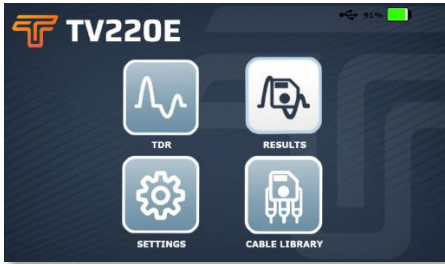 TV220E
91%
TDR
RESULTS
SETTINGS
CABLE LIBRARY